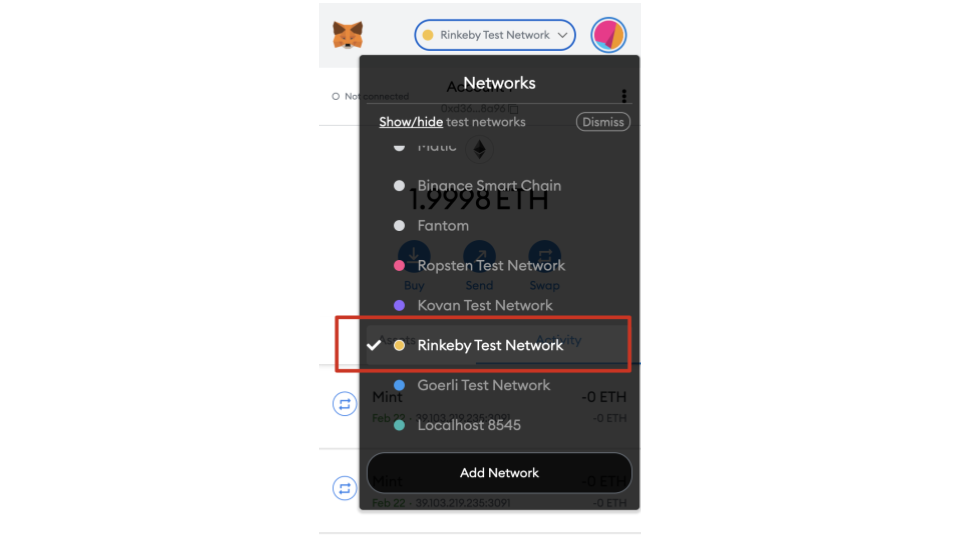 Rinkeby Test Network
Networks
Account 1
Not connected
0xd36...8a96
Show/hide test networks
Dismiss
Matic
Binance Smart Chain
1.9998 ETH
Fantom
Ropsten Test Network
Buy
Send
Swap
Kovan Test Network
Assets
Activity
Rinkeby Test Network
Goerli Test Network
Mint
-0 ETH
Feb 22 · 39.103.219.235:3091
-0 ETH
Localhost 8545
Add Network
Mint
-0 ETH
Feb 22 · 39.103.219.235:3091
-0 ETH